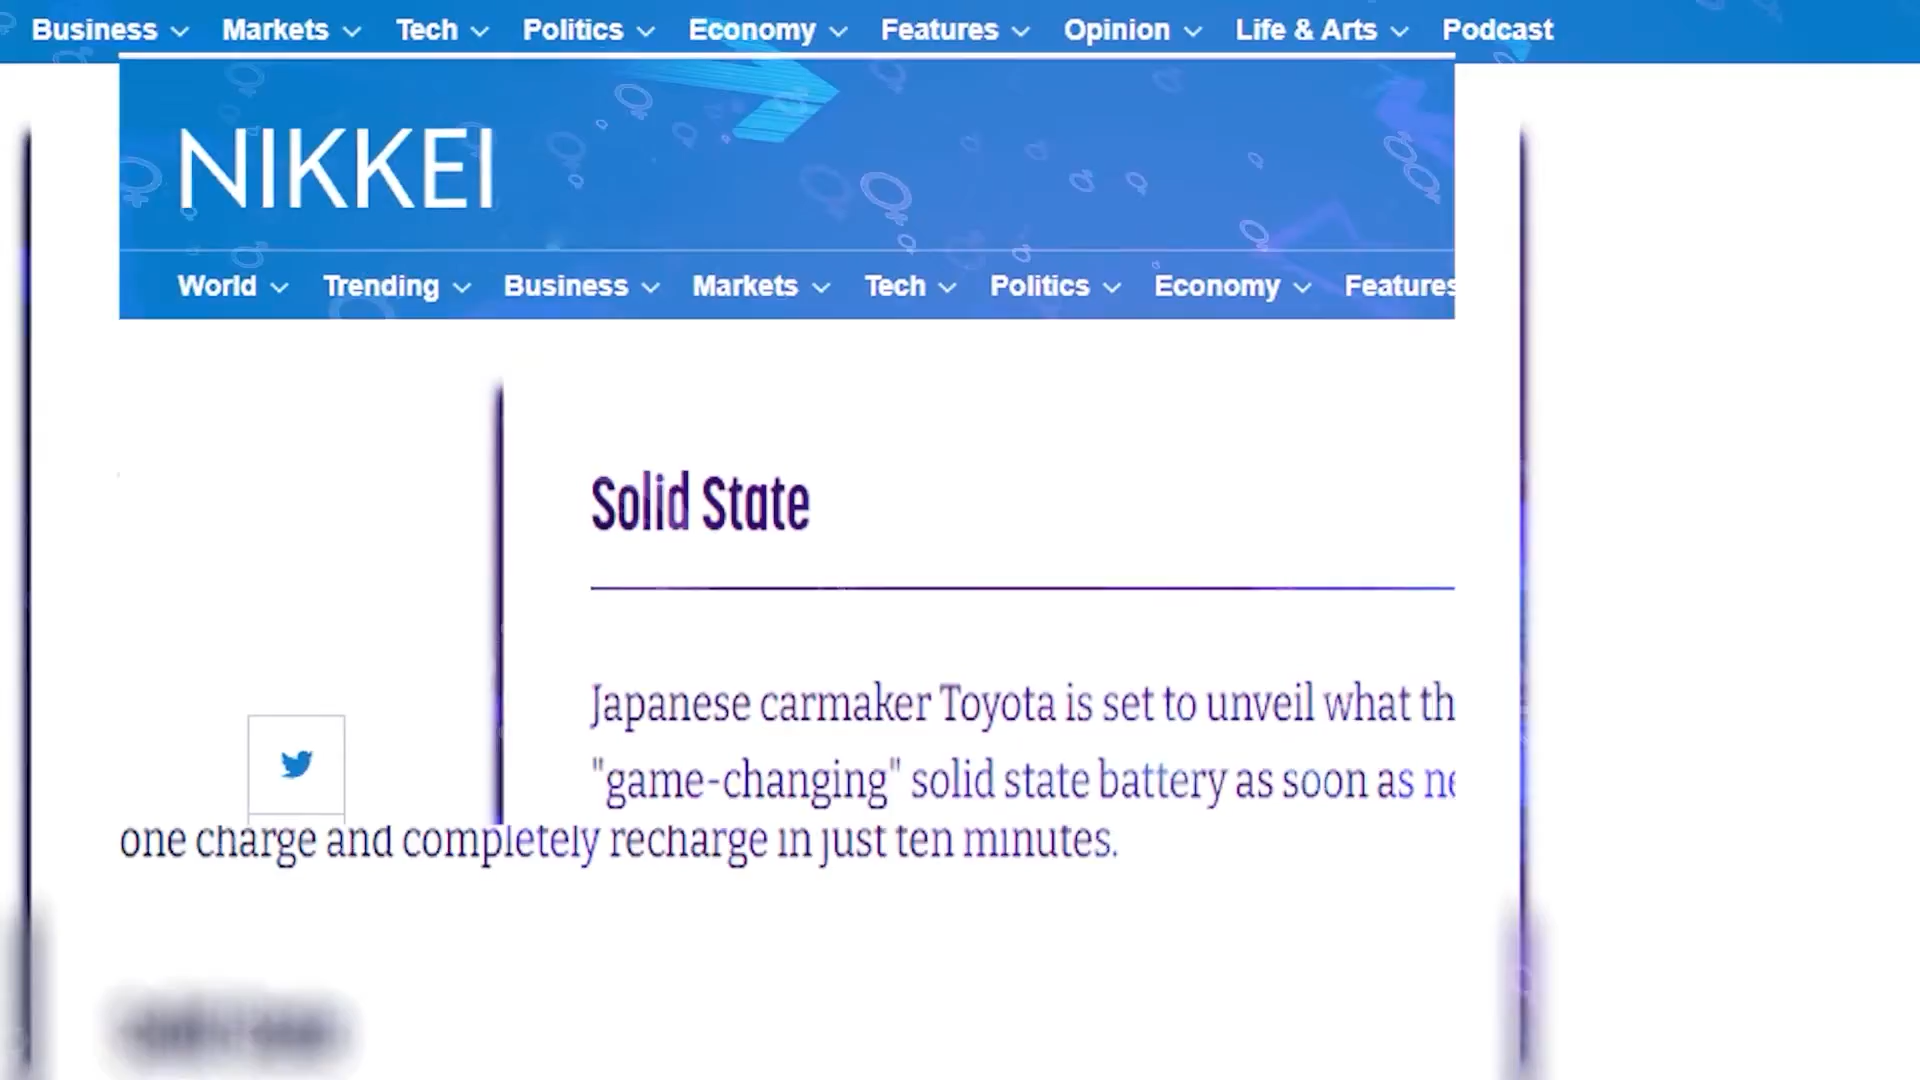 Business Markets Tech Politics Economy Features Opinion Life & Arts Podcast
NIKKEI
World Trending Business Markets Tech Politics Economy Features
Solid State
Japanese carmaker Toyota is set to unveil what th
"game-changing" solid state battery as soon as ne
one charge and completely recharge in just ten minutes.